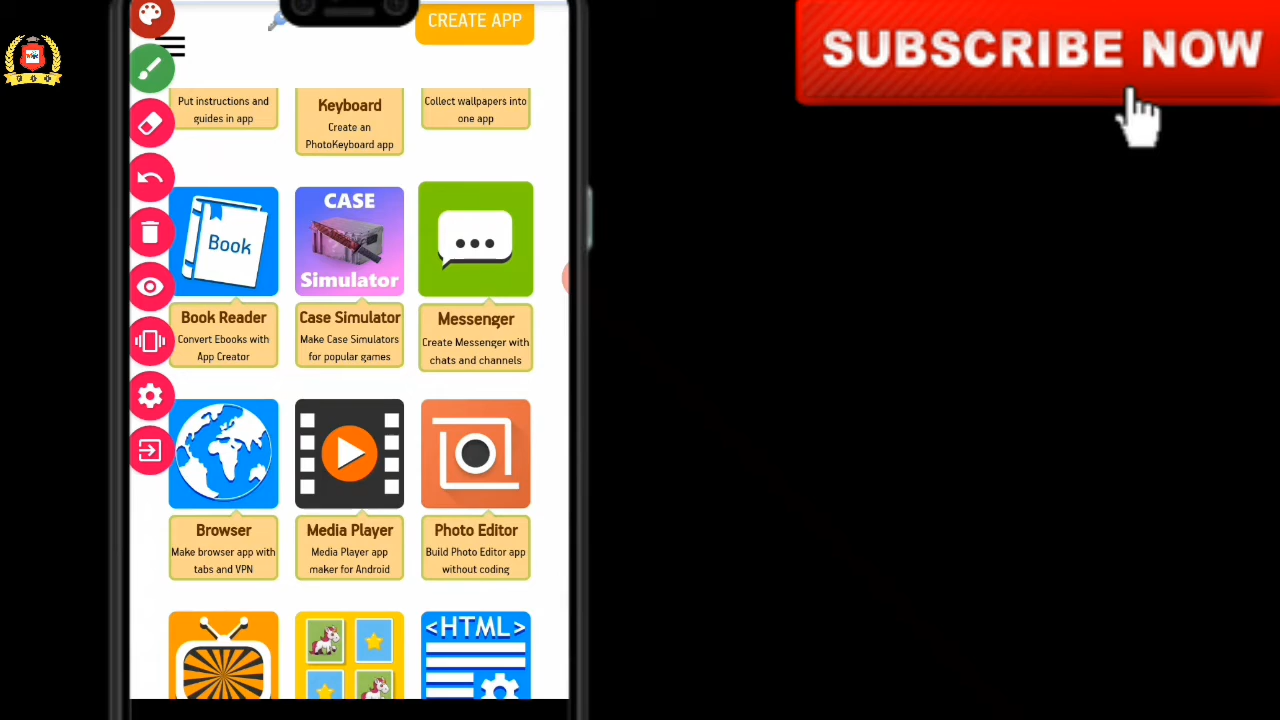 CREATE APP
SUBSCRIBE NOW
Put instructions and
guides in app
Keyboard
Create an
PhotoKeyboard app
Collect wallpapers into
one app
Book
CASE
Simulator
Book Reader
Convert Ebooks with
App Creator
Case Simulator
Make Case Simulators
for popular games
Messenger
Create Messenger with
chats and channels
Browser
Make browser app with
tabs and VPN
Media Player
Media Player app
maker for Android
Photo Editor
Build Photo Editor app
without coding
<HTML>